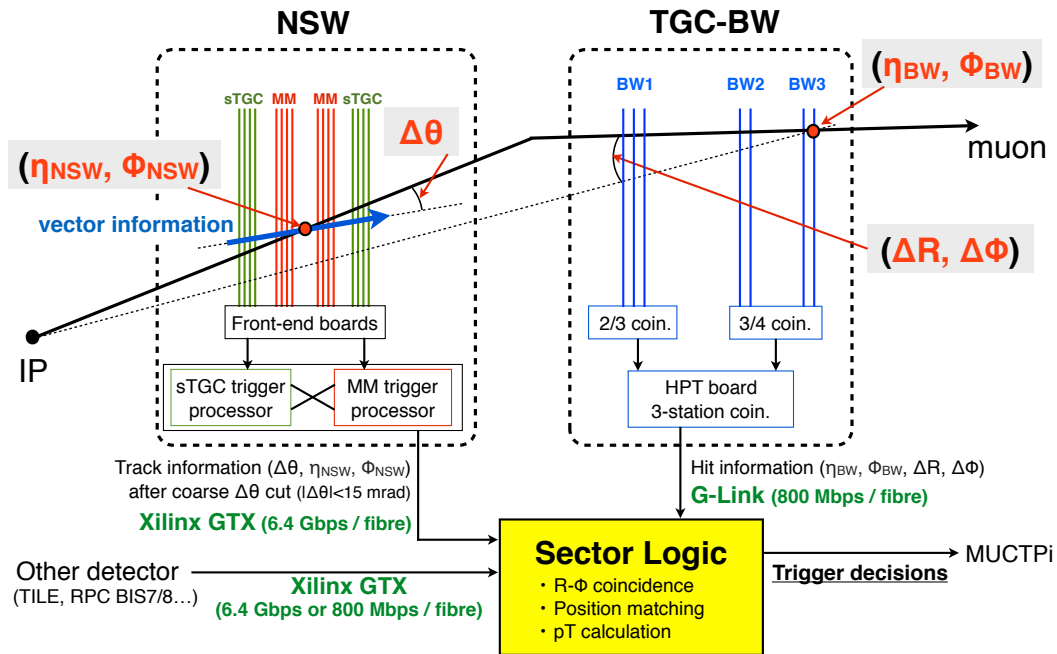 NSW
TGC-BW
sTGC MM MM sTGC
BW1 BW2 BW3
(ηBW, ΦBW)
Δθ
muon
(ηNSW, ΦNSW)
vector information
(ΔR, ΔΦ)
IP
Front-end boards
2/3 coin.
3/4 coin.
sTGC trigger
processor
MM trigger
processor
HPT board
3-station coin.
Track information (Δθ, ηNSW, ΦNSW)
after coarse Δθ cut (|Δθ|<15 mrad)
Xilinx GTX (6.4 Gbps / fibre)
Hit information (ηBW, ΦBW, ΔR, ΔΦ)
G-Link (800 Mbps / fibre)
Other detector
(TILE, RPC BIS7/8…)
Xilinx GTX
(6.4 Gbps or 800 Mbps / fibre)
Sector Logic
・R-Φ coincidence
・Position matching
・pT calculation
Trigger decisions
MUCTPi